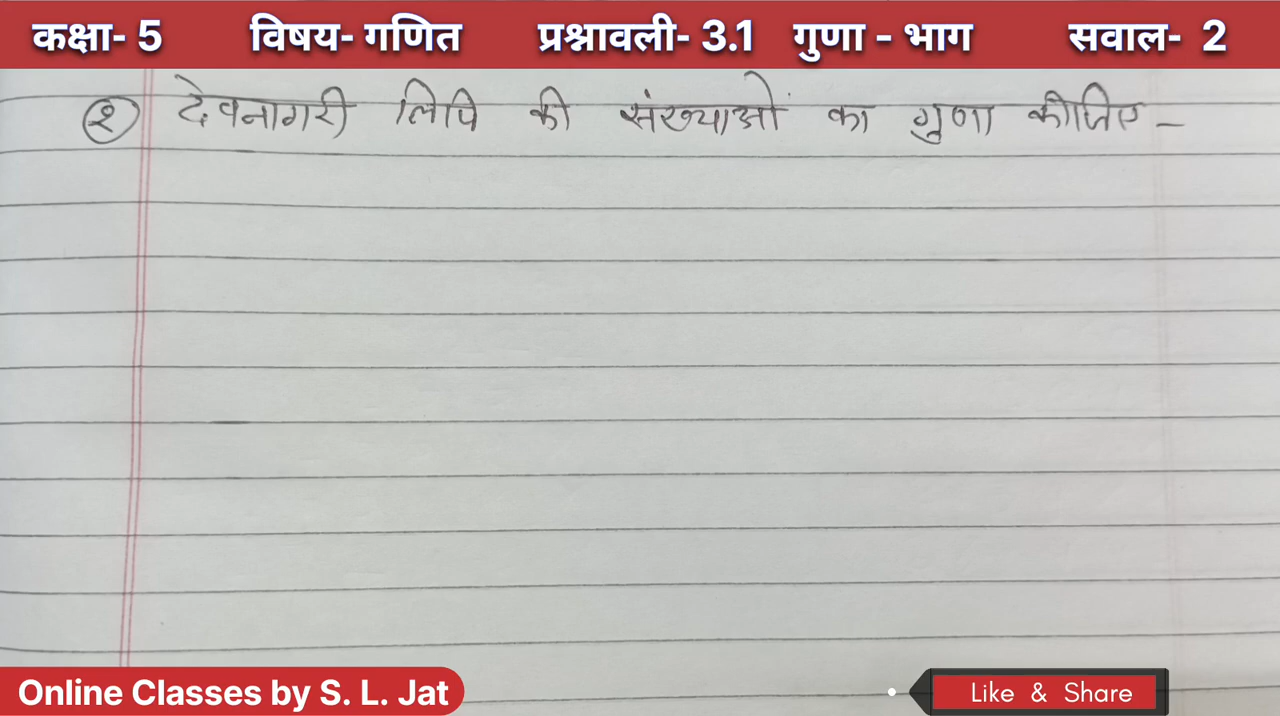 कक्षा- 5 विषय- गणित प्रश्नावली- 3.1 गुणा - भाग सवाल- 2
२ देवनागरी लिपि की संख्याओं का गुणा कीजिए -
Online Classes by S. L. Jat
Like & Share